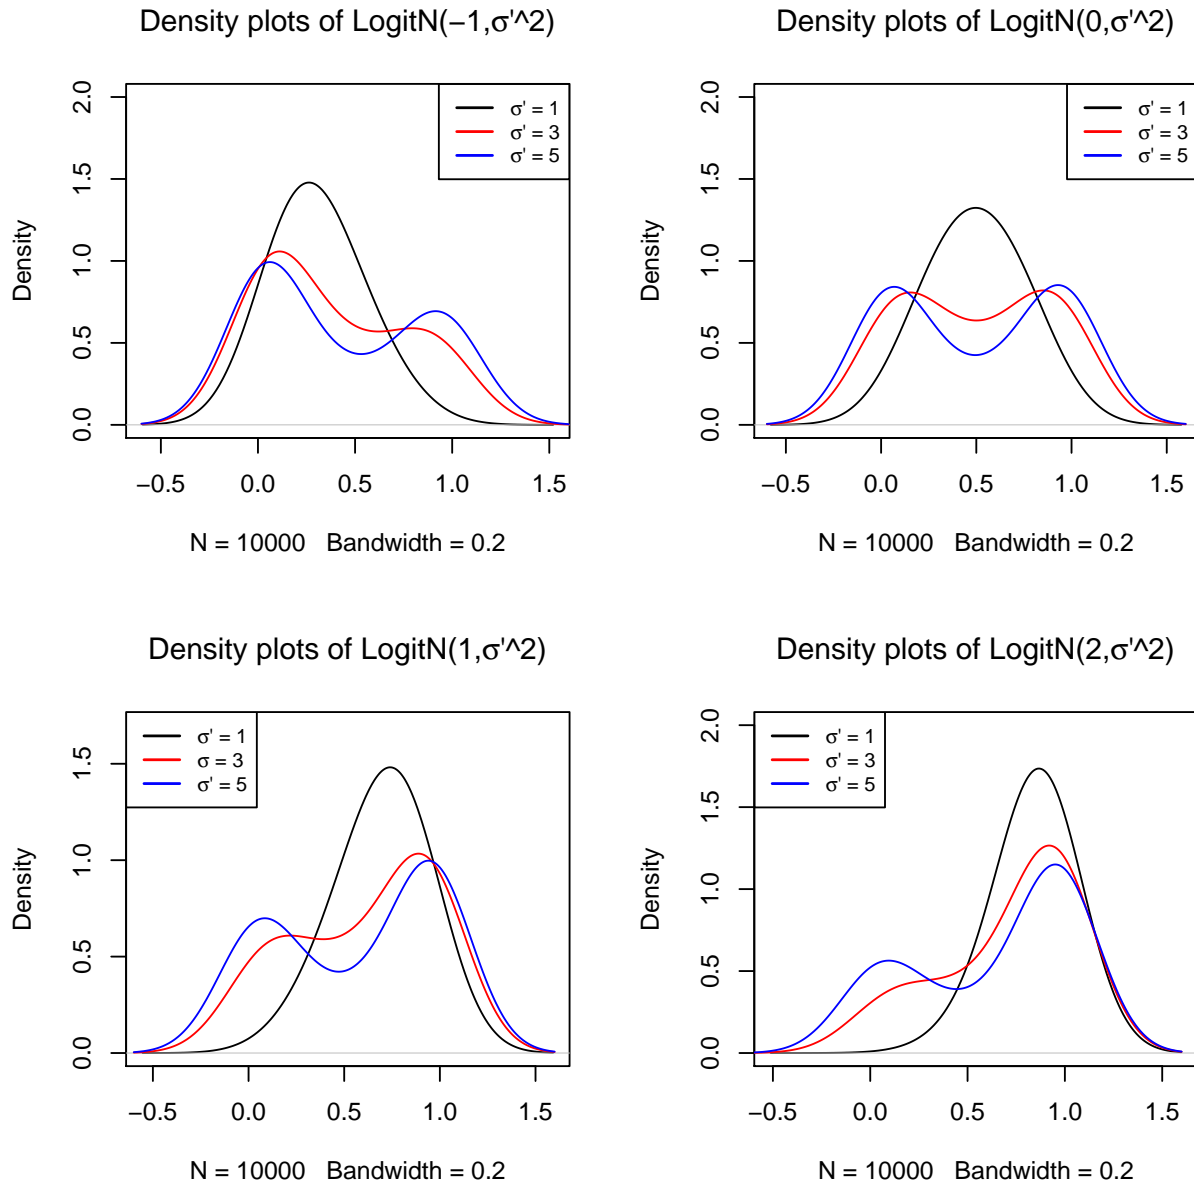 Density plots of LogitN(−1,σ'^2)
2.0
1.5
1.0
0.5
0.0
Density
σ' = 1
σ' = 3
σ' = 5
−0.5 0.0 0.5 1.0 1.5
N = 10000 Bandwidth = 0.2
Density plots of LogitN(0,σ'^2)
2.0
1.5
1.0
0.5
0.0
Density
σ' = 1
σ' = 3
σ' = 5
−0.5 0.0 0.5 1.0 1.5
N = 10000 Bandwidth = 0.2
Density plots of LogitN(1,σ'^2)
1.5
1.0
0.5
0.0
Density
σ' = 1
σ = 3
σ' = 5
−0.5 0.0 0.5 1.0 1.5
N = 10000 Bandwidth = 0.2
Density plots of LogitN(2,σ'^2)
2.0
1.5
1.0
0.5
0.0
Density
σ' = 1
σ' = 3
σ' = 5
−0.5 0.0 0.5 1.0 1.5
N = 10000 Bandwidth = 0.2